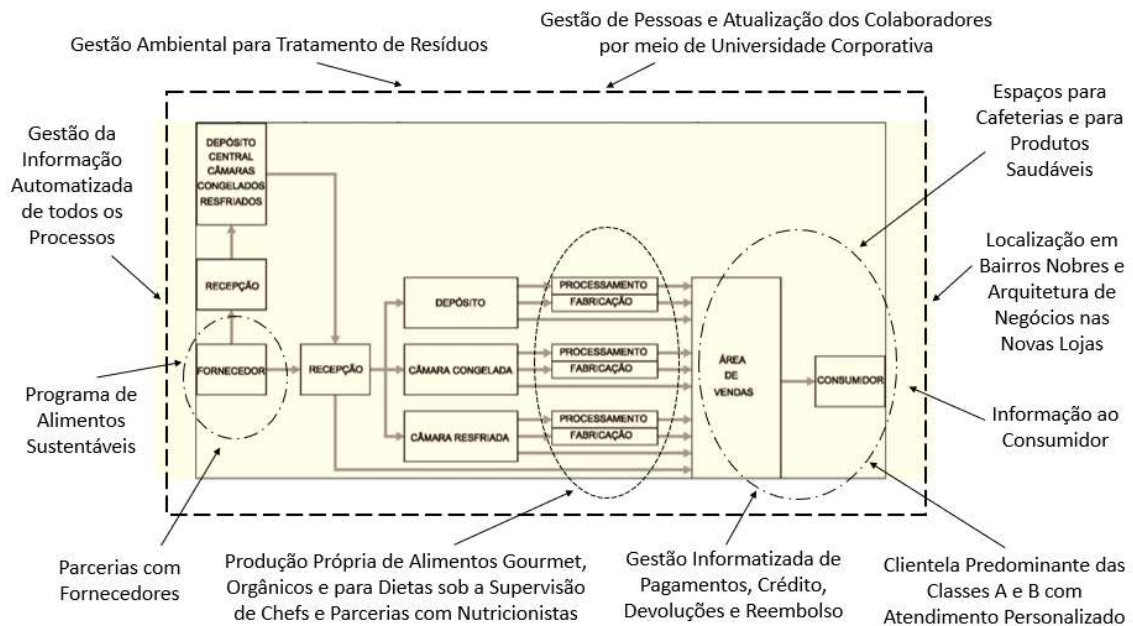 Gestão Ambiental para Tratamento de Resíduos
Gestão de Pessoas e Atualização dos Colaboradores
por meio de Universidade Corporativa
Espaços para
Cafeterias e para
Produtos
Saudáveis
Gestão da
Informação
Automatizada
de todos os
Processos
Localização em
Bairros Nobres e
Arquitetura de
Negócios nas
Novas Lojas
Programa de
Alimentos
Sustentáveis
Informação ao
Consumidor
DEPÓSITO
CENTRAL
CÂMARAS
CONGELADOS
RESFRIADOS
RECEPÇÃO
FORNECEDOR
RECEPÇÃO
DEPÓSITO
PROCESSAMENTO
FABRICAÇÃO
CÂMARA CONGELADA
PROCESSAMENTO
FABRICAÇÃO
CÂMARA RESFRIADA
PROCESSAMENTO
FABRICAÇÃO
ÁREA
DE
VENDAS
CONSUMIDOR
Parcerias com
Fornecedores
Produção Própria de Alimentos Gourmet,
Orgânicos e para Dietas sob a Supervisão
de Chefs e Parcerias com Nutricionistas
Gestão Informatizada de
Pagamentos, Crédito,
Devoluções e Reembolso
Clientela Predominante das
Classes A e B com
Atendimento Personalizado